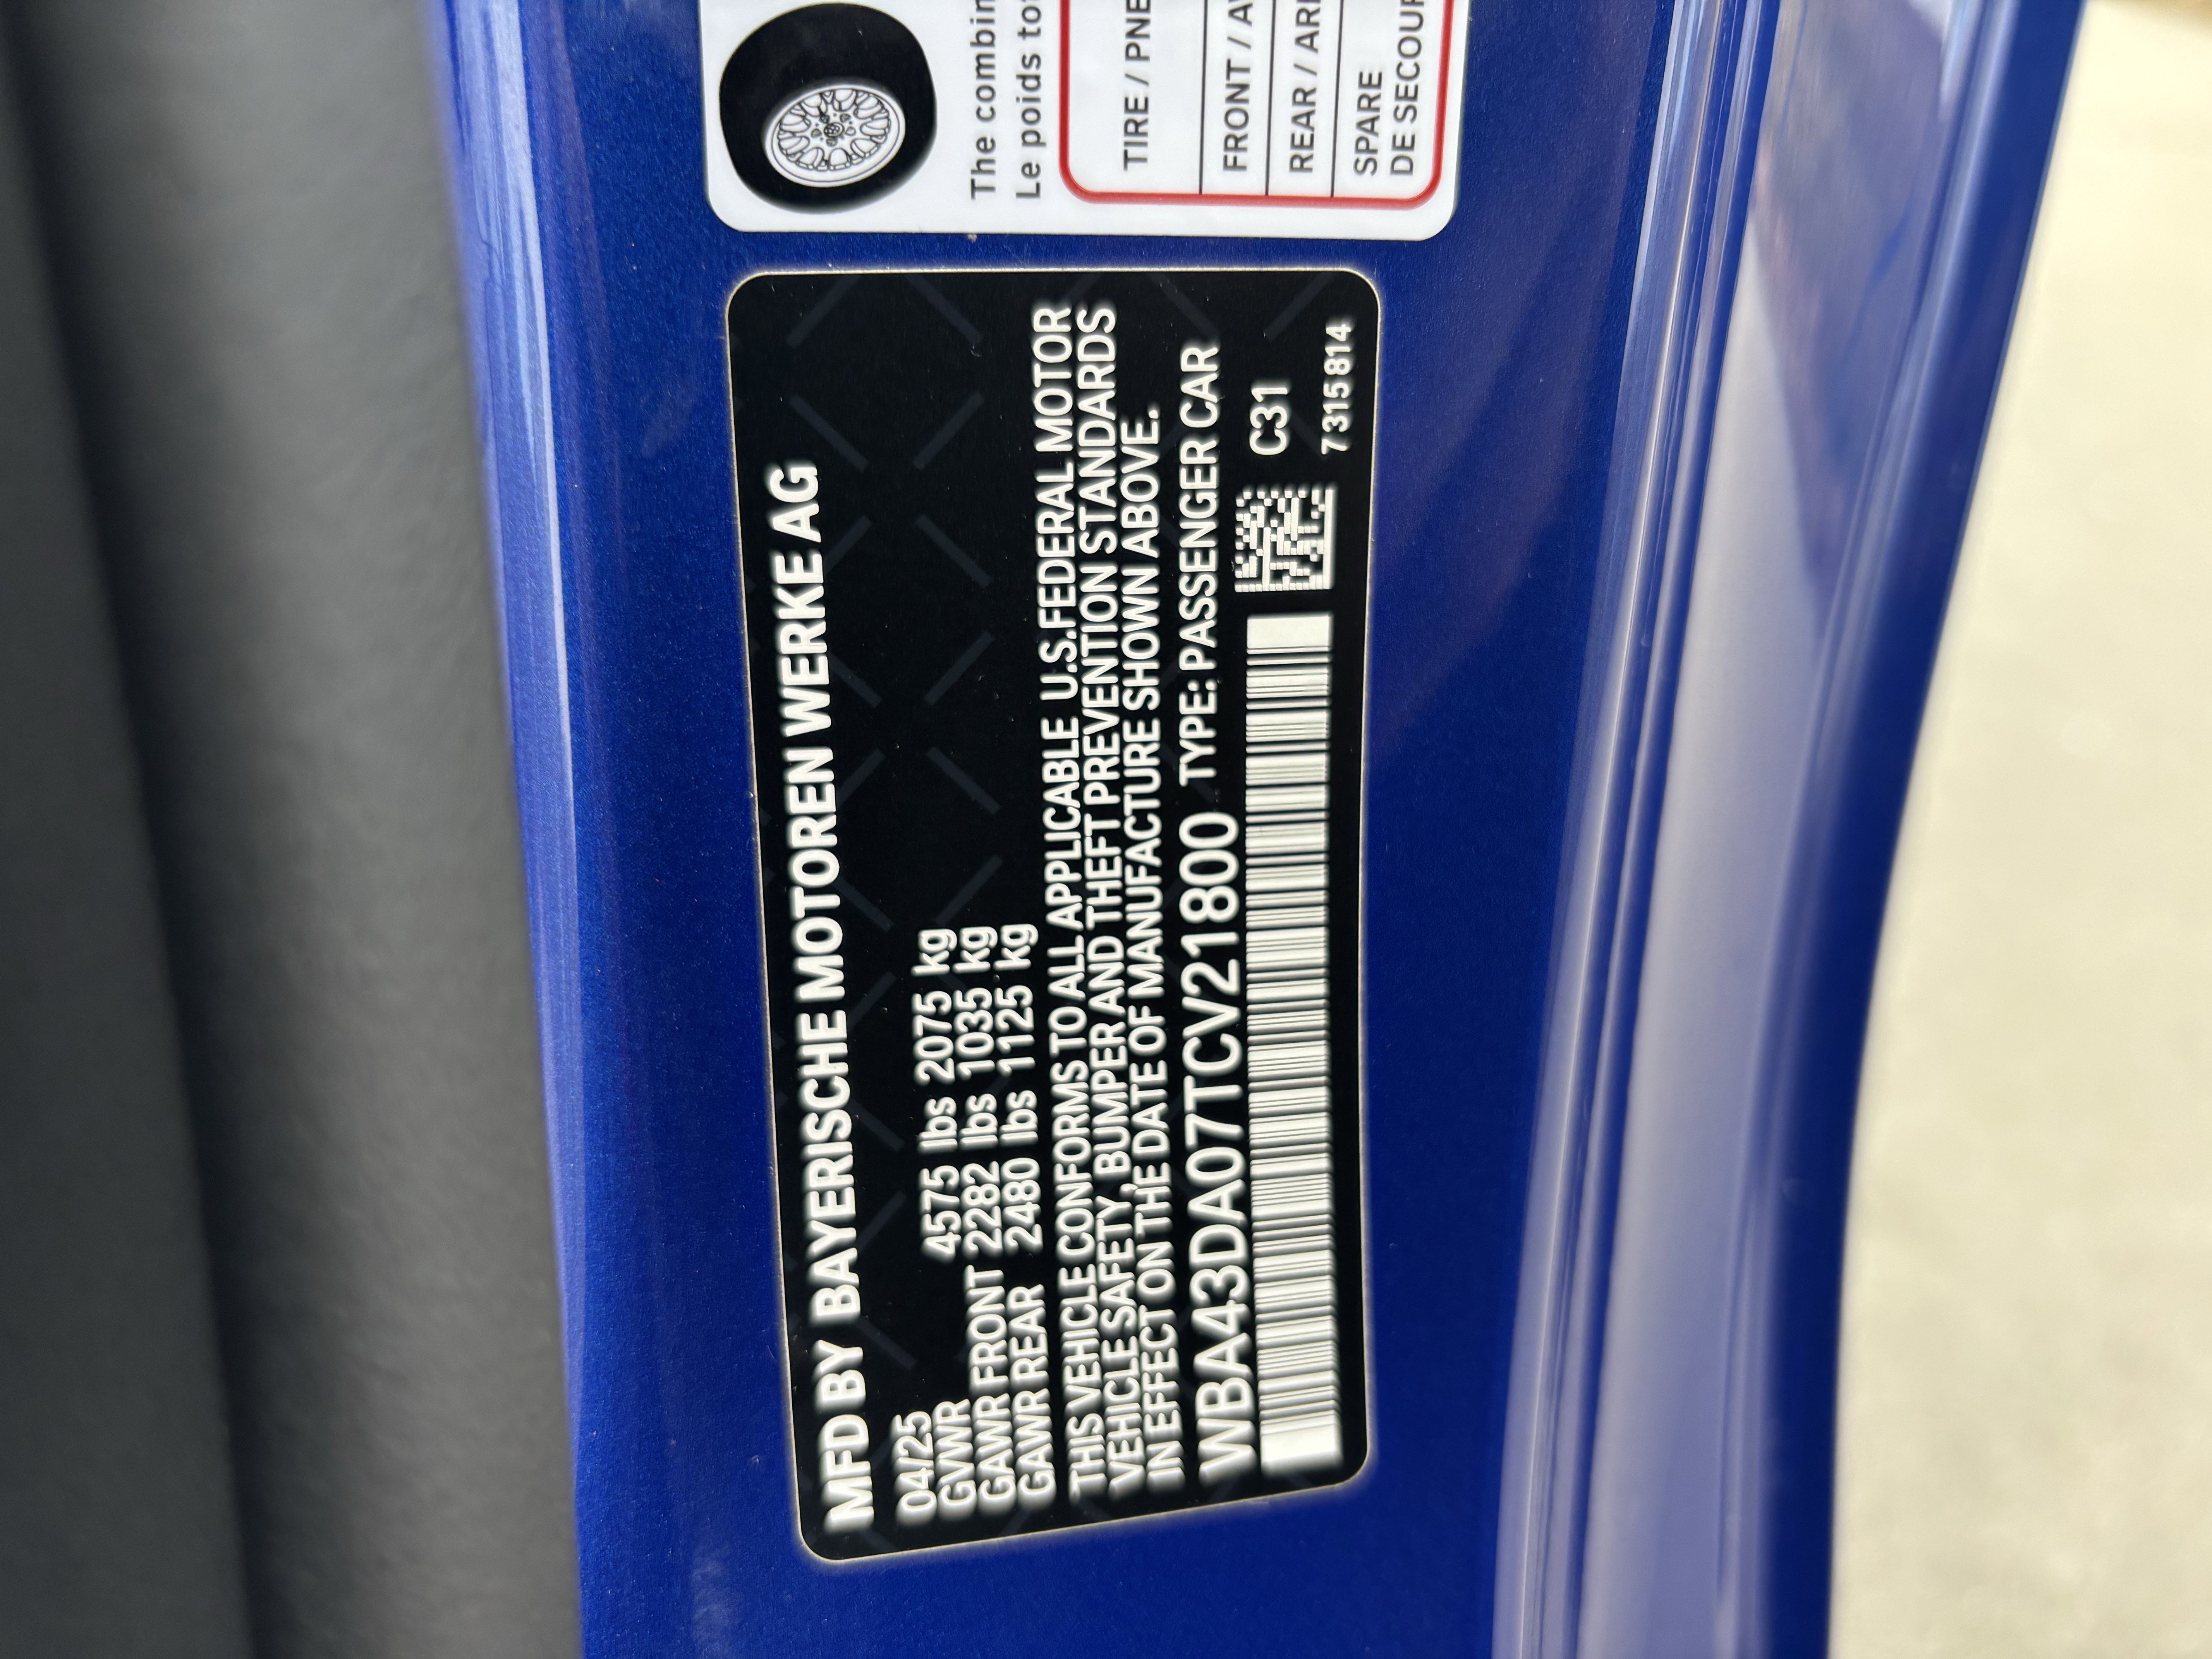 MFD BY BAYERISCHE MOTOREN WERKE AG
04/25
GVWR 4575 lbs 2075 kg
GAWR FRONT 2282 lbs 1035 kg
GAWR REAR 2480 lbs 1125 kg
THIS VEHICLE CONFORMS TO ALL APPLICABLE U.S.FEDERAL MOTOR
VEHICLE SAFETY, BUMPER AND THEFT PREVENTION STANDARDS
IN EFFECT ON THE DATE OF MANUFACTURE SHOWN ABOVE.
WBA43DA07TCV21800 TYPE: PASSENGER CAR
C31
7315814
The combin
Le poids to
TIRE / PNE
FRONT / A
REAR / AR
SPARE
DE SECOUR